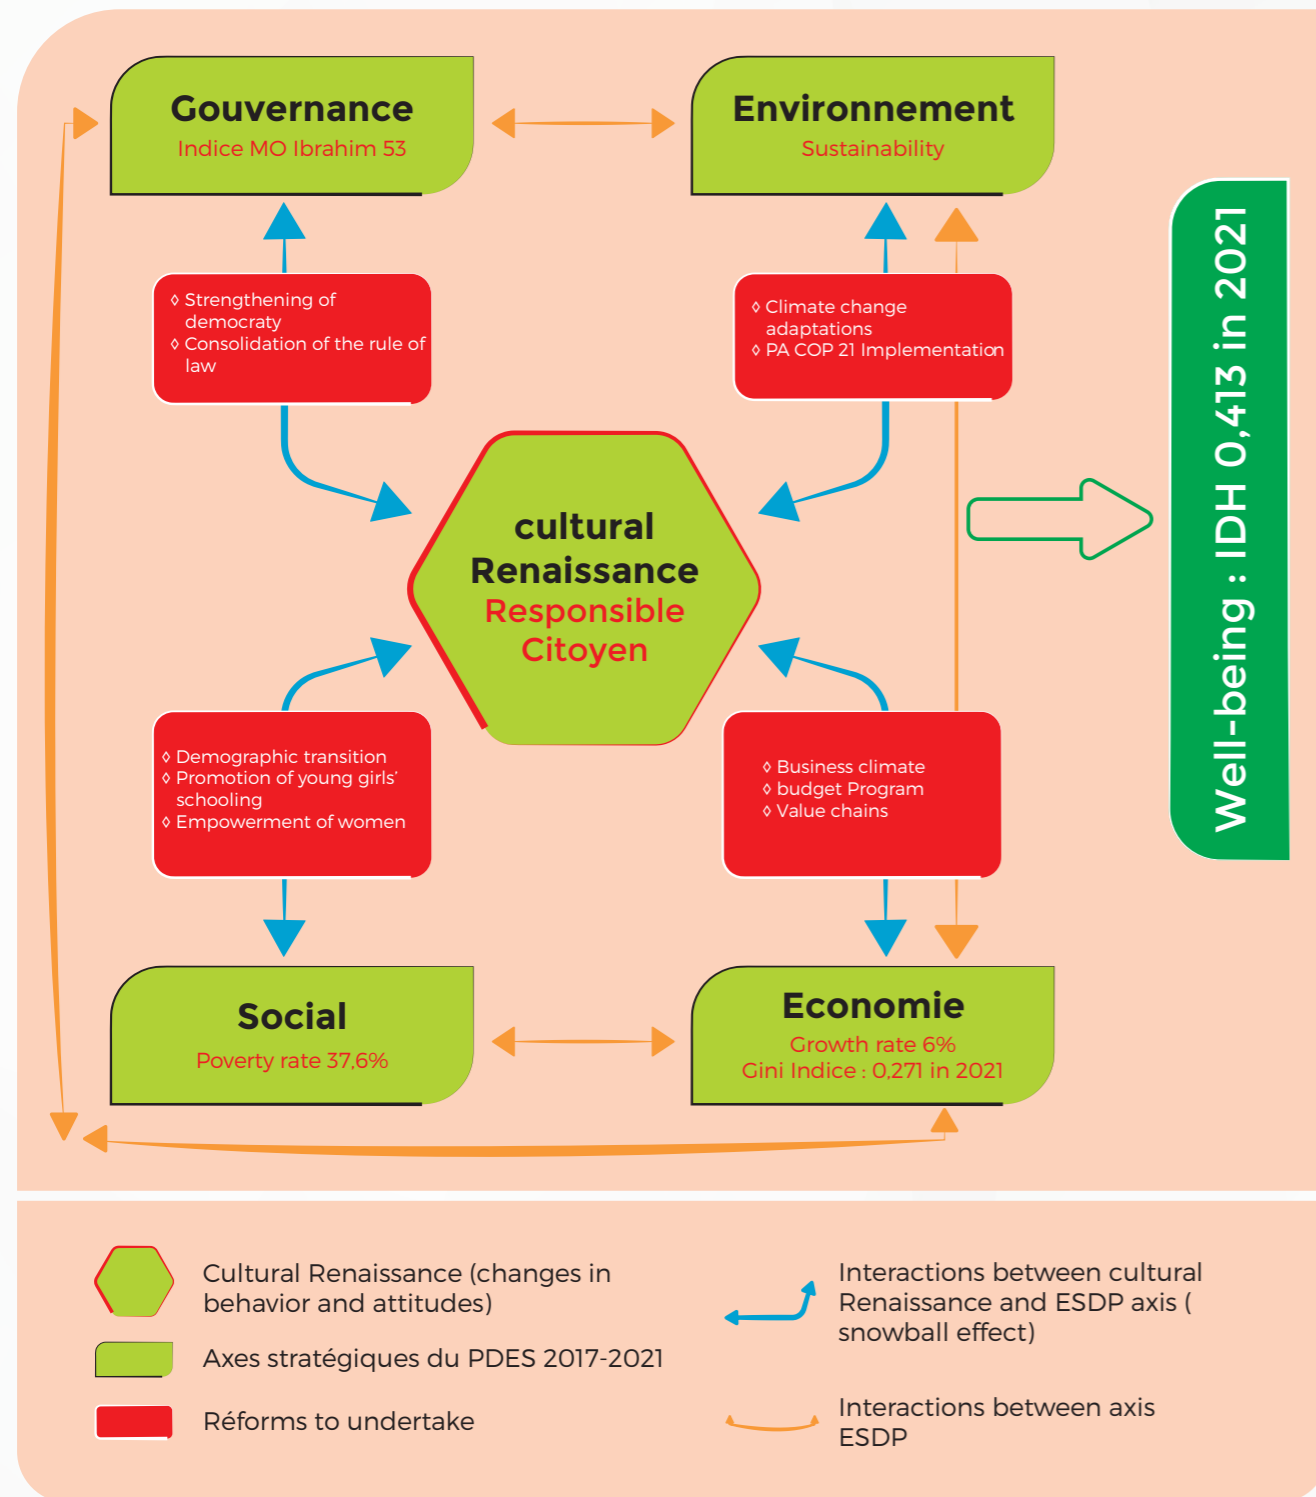 Gouvernance
Indice MO Ibrahim 53
Environnement
Sustainability
◊ Strengthening of
democraty
◊ Consolidation of the rule of
law
◊ Climate change
adaptations
◊ PA COP 21 Implementation
cultural
Renaissance
Responsible
Citoyen
Well-being : IDH 0,413 in 2021
◊ Demographic transition
◊ Promotion of young girls'
schooling
◊ Empowerment of women
◊ Business climate
◊ budget Program
◊ Value chains
Social
Poverty rate 37,6%
Economie
Growth rate 6%
Gini Indice : 0,271 in 2021
Cultural Renaissance (changes in
behavior and attitudes)
Axes stratégiques du PDES 2017-2021
Réforms to undertake
Interactions between cultural
Renaissance and ESDP axis (
snowball effect)
Interactions between axis
ESDP